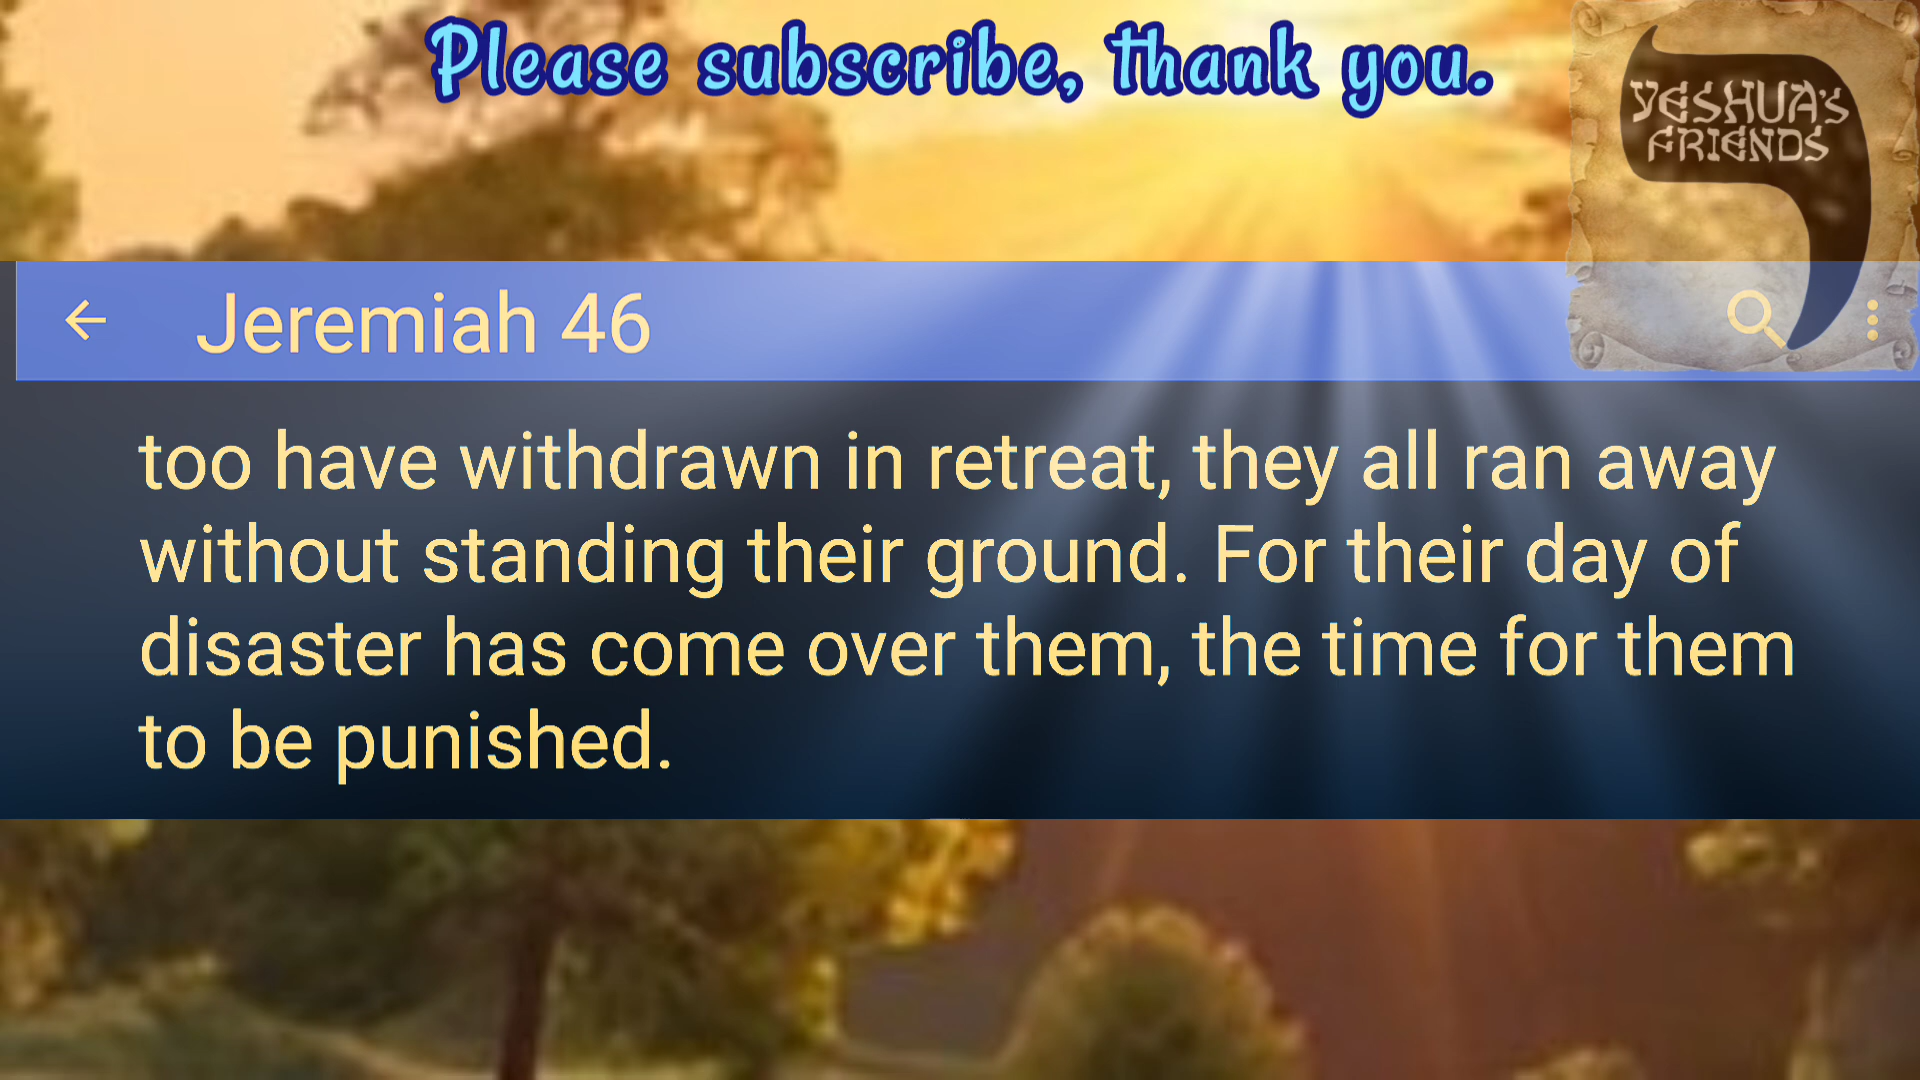 Please subscribe, thank you.
YESHUA'S
FRIENDS
Jeremiah 46
too have withdrawn in retreat, they all ran away
without standing their ground. For their day of
disaster has come over them, the time for them
to be punished.